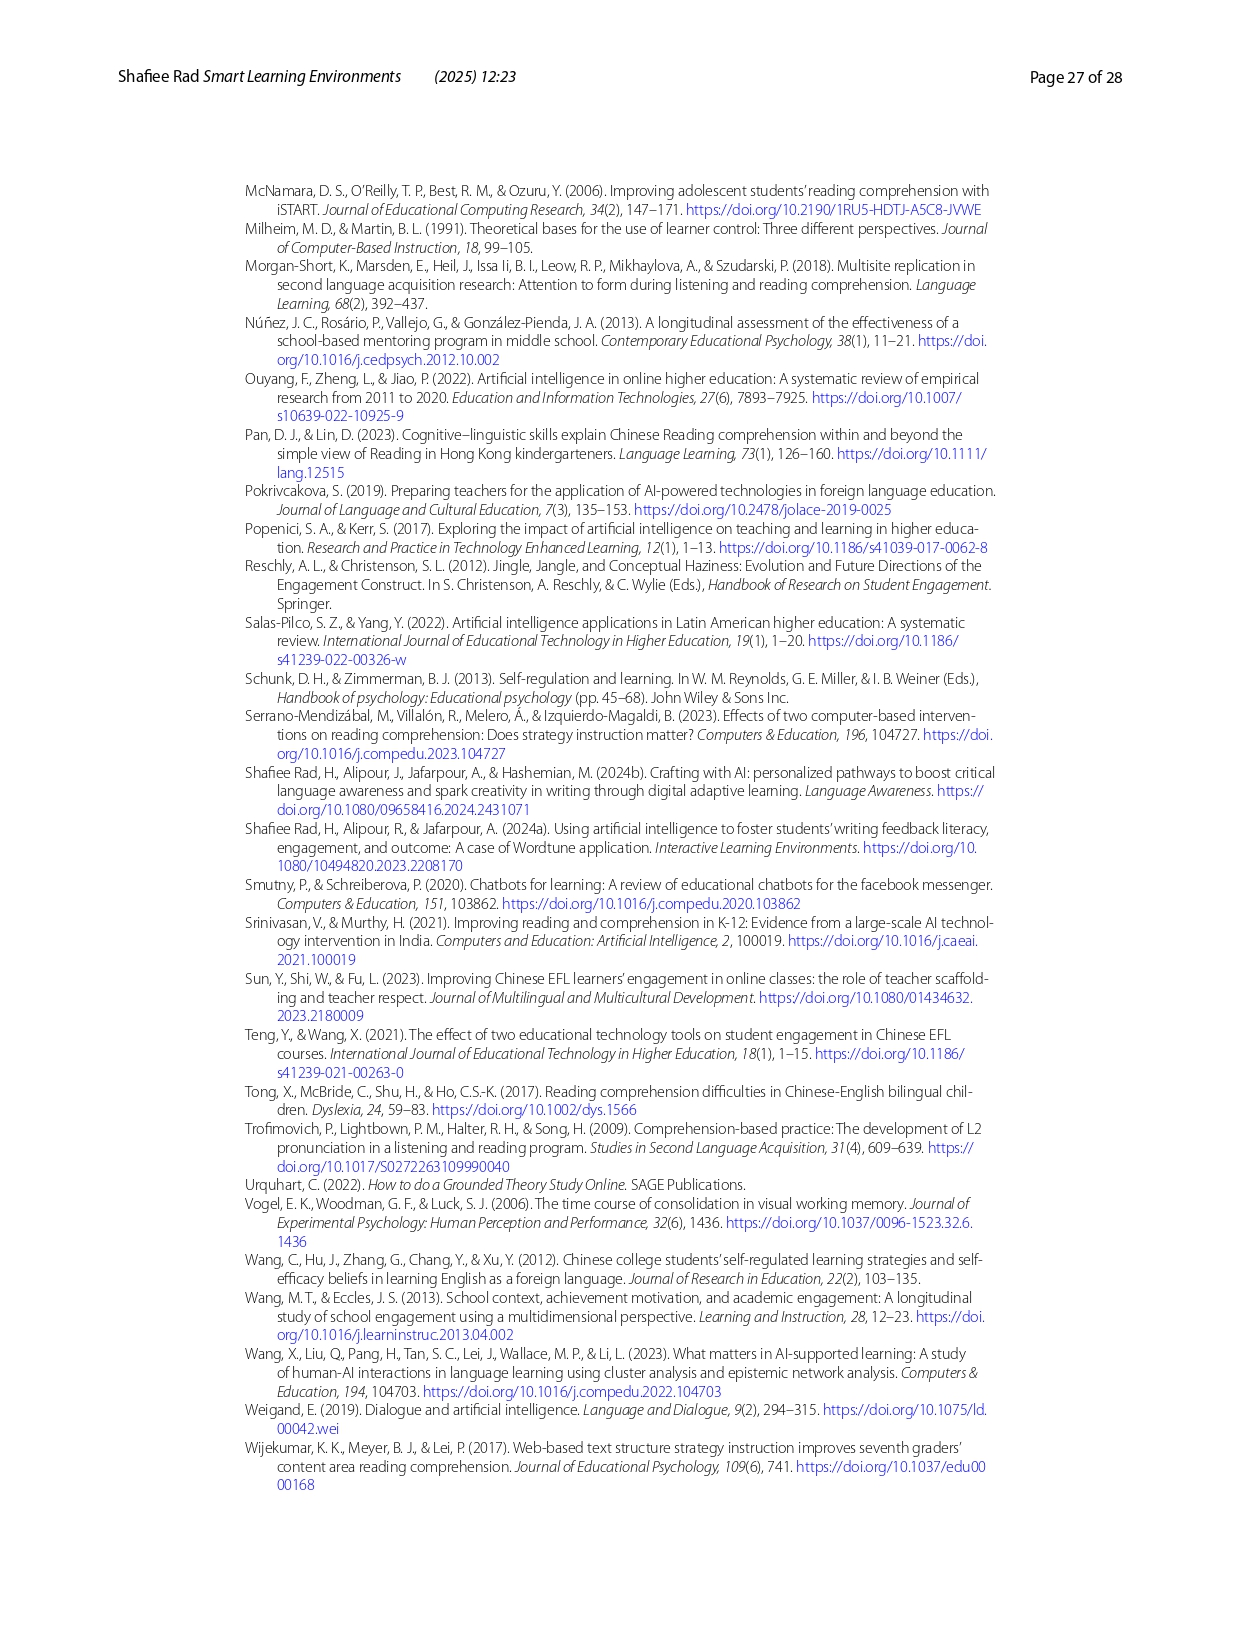 Shafiee Rad Smart Learning Environments (2025) 12:23 Page 27 of 28
McNamara, D. S., O’Reilly, T. P., Best, R. M., & Ozuru, Y. (2006). Improving adolescent students’ reading comprehension with
iSTART. Journal of Educational Computing Research, 34(2), 147–171. https://doi.org/10.2190/1RU5-HDTJ-A5C8-JVWE
Milheim, M. D., & Martin, B. L. (1991). Theoretical bases for the use of learner control: Three different perspectives. Journal
of Computer-Based Instruction, 18, 99–105.
Morgan-Short, K., Marsden, E., Heil, J., Issa Ii, B. I., Leow, R. P., Mikhaylova, A., & Szudarski, P. (2018). Multisite replication in
second language acquisition research: Attention to form during listening and reading comprehension. Language
Learning, 68(2), 392–437.
Núñez, J. C., Rosário, P., Vallejo, G., & González-Pienda, J. A. (2013). A longitudinal assessment of the effectiveness of a
school-based mentoring program in middle school. Contemporary Educational Psychology, 38(1), 11–21. https://doi.
org/10.1016/j.cedpsych.2012.10.002
Ouyang, F., Zheng, L., & Jiao, P. (2022). Artificial intelligence in online higher education: A systematic review of empirical
research from 2011 to 2020. Education and Information Technologies, 27(6), 7893–7925. https://doi.org/10.1007/
s10639-022-10925-9
Pan, D. J., & Lin, D. (2023). Cognitive–linguistic skills explain Chinese Reading comprehension within and beyond the
simple view of Reading in Hong Kong kindergarteners. Language Learning, 73(1), 126–160. https://doi.org/10.1111/
lang.12515
Pokrivcakova, S. (2019). Preparing teachers for the application of AI-powered technologies in foreign language education.
Journal of Language and Cultural Education, 7(3), 135–153. https://doi.org/10.2478/jolace-2019-0025
Popenici, S. A., & Kerr, S. (2017). Exploring the impact of artificial intelligence on teaching and learning in higher educa-
tion. Research and Practice in Technology Enhanced Learning, 12(1), 1–13. https://doi.org/10.1186/s41039-017-0062-8
Reschly, A. L., & Christenson, S. L. (2012). Jingle, Jangle, and Conceptual Haziness: Evolution and Future Directions of the
Engagement Construct. In S. Christenson, A. Reschly, & C. Wylie (Eds.), Handbook of Research on Student Engagement.
Springer.
Salas-Pilco, S. Z., & Yang, Y. (2022). Artificial intelligence applications in Latin American higher education: A systematic
review. International Journal of Educational Technology in Higher Education, 19(1), 1–20. https://doi.org/10.1186/
s41239-022-00326-w
Schunk, D. H., & Zimmerman, B. J. (2013). Self-regulation and learning. In W. M. Reynolds, G. E. Miller, & I. B. Weiner (Eds.),
Handbook of psychology: Educational psychology (pp. 45–68). John Wiley & Sons Inc.
Serrano-Mendizábal, M., Villalón, R., Melero, Á., & Izquierdo-Magaldi, B. (2023). Effects of two computer-based interven-
tions on reading comprehension: Does strategy instruction matter? Computers & Education, 196, 104727. https://doi.
org/10.1016/j.compedu.2023.104727
Shafiee Rad, H., Alipour, J., Jafarpour, A., & Hashemian, M. (2024b). Crafting with AI: personalized pathways to boost critical
language awareness and spark creativity in writing through digital adaptive learning. Language Awareness. https://
doi.org/10.1080/09658416.2024.2431071
Shafiee Rad, H., Alipour, R., & Jafarpour, A. (2024a). Using artificial intelligence to foster students’ writing feedback literacy,
engagement, and outcome: A case of Wordtune application. Interactive Learning Environments. https://doi.org/10.
1080/10494820.2023.2208170
Smutny, P., & Schreiberova, P. (2020). Chatbots for learning: A review of educational chatbots for the facebook messenger.
Computers & Education, 151, 103862. https://doi.org/10.1016/j.compedu.2020.103862
Srinivasan, V., & Murthy, H. (2021). Improving reading and comprehension in K-12: Evidence from a large-scale AI technol-
ogy intervention in India. Computers and Education: Artificial Intelligence, 2, 100019. https://doi.org/10.1016/j.caeai.
2021.100019
Sun, Y., Shi, W., & Fu, L. (2023). Improving Chinese EFL learners’ engagement in online classes: the role of teacher scaffold-
ing and teacher respect. Journal of Multilingual and Multicultural Development. https://doi.org/10.1080/01434632.
2023.2180009
Teng, Y., & Wang, X. (2021). The effect of two educational technology tools on student engagement in Chinese EFL
courses. International Journal of Educational Technology in Higher Education, 18(1), 1–15. https://doi.org/10.1186/
s41239-021-00263-0
Tong, X., McBride, C., Shu, H., & Ho, C.S.-K. (2017). Reading comprehension difficulties in Chinese-English bilingual chil-
dren. Dyslexia, 24, 59–83. https://doi.org/10.1002/dys.1566
Trofimovich, P., Lightbown, P. M., Halter, R. H., & Song, H. (2009). Comprehension-based practice: The development of L2
pronunciation in a listening and reading program. Studies in Second Language Acquisition, 31(4), 609–639. https://
doi.org/10.1017/S0272263109990040
Urquhart, C. (2022). How to do a Grounded Theory Study Online. SAGE Publications.
Vogel, E. K., Woodman, G. F., & Luck, S. J. (2006). The time course of consolidation in visual working memory. Journal of
Experimental Psychology: Human Perception and Performance, 32(6), 1436. https://doi.org/10.1037/0096-1523.32.6.
1436
Wang, C., Hu, J., Zhang, G., Chang, Y., & Xu, Y. (2012). Chinese college students’ self-regulated learning strategies and self-
efficacy beliefs in learning English as a foreign language. Journal of Research in Education, 22(2), 103–135.
Wang, M. T., & Eccles, J. S. (2013). School context, achievement motivation, and academic engagement: A longitudinal
study of school engagement using a multidimensional perspective. Learning and Instruction, 28, 12–23. https://doi.
org/10.1016/j.learninstruc.2013.04.002
Wang, X., Liu, Q., Pang, H., Tan, S. C., Lei, J., Wallace, M. P., & Li, L. (2023). What matters in AI-supported learning: A study
of human-AI interactions in language learning using cluster analysis and epistemic network analysis. Computers &
Education, 194, 104703. https://doi.org/10.1016/j.compedu.2022.104703
Weigand, E. (2019). Dialogue and artificial intelligence. Language and Dialogue, 9(2), 294–315. https://doi.org/10.1075/ld.
00042.wei
Wijekumar, K. K., Meyer, B. J., & Lei, P. (2017). Web-based text structure strategy instruction improves seventh graders’
content area reading comprehension. Journal of Educational Psychology, 109(6), 741. https://doi.org/10.1037/edu00
00168